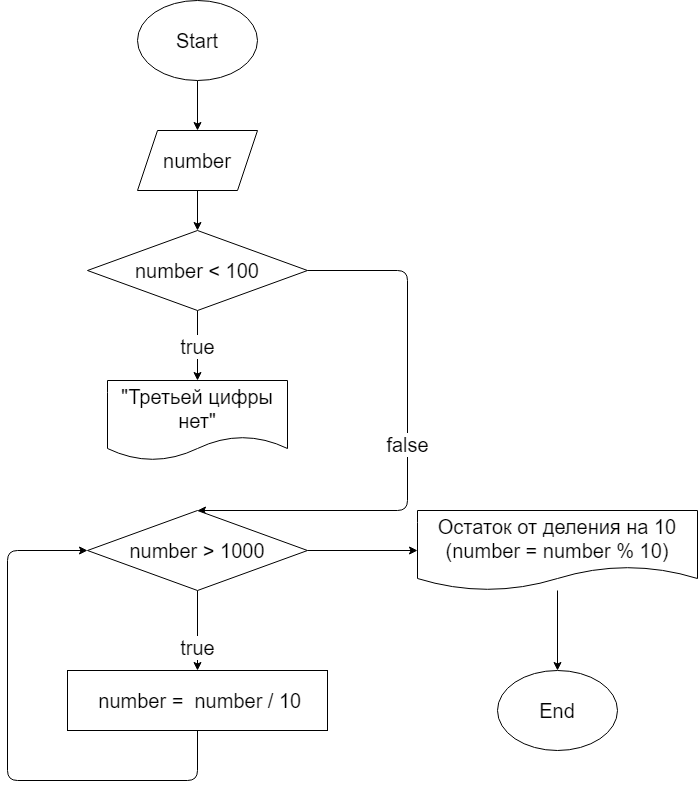 Start
number
number < 100
true
"Третьей цифры
нет"
false
number > 1000
Остаток от деления на 10
(number = number % 10)
true
number =  number / 10
End